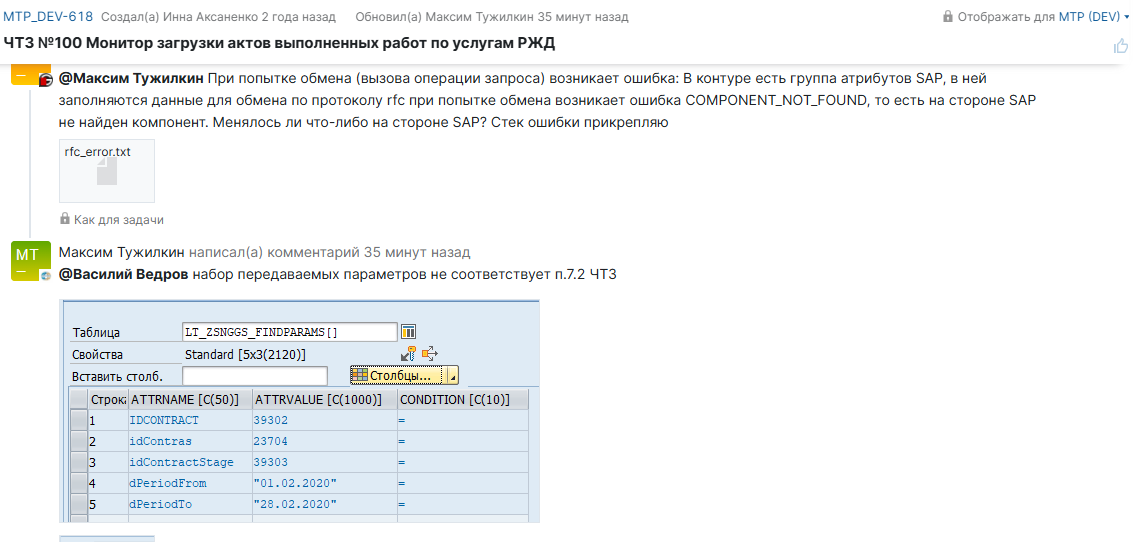 MTP_DEV-618 Создал(а) Инна Аксаненко 2 года назад Обновил(а) Максим Тужилкин 35 минут назад Отображать для MTP (DEV)
ЧТЗ №100 Монитор загрузки актов выполненных работ по услугам РЖД
@Максим Тужилкин При попытке обмена (вызова операции запроса) возникает ошибка: В контуре есть группа атрибутов SAP, в ней
заполняются данные для обмена по протоколу rfc при попытке обмена возникает ошибка COMPONENT_NOT_FOUND, то есть на стороне SAP
не найден компонент. Менялось ли что-либо на стороне SAP? Стек ошибки прикрепляю
rfc_error.txt
Как для задачи
МТ
Максим Тужилкин написал(а) комментарий 35 минут назад
@Василий Ведров набор передаваемых параметров не соответствует п.7.2 ЧТЗ
Таблица LT_ZSNGGS_FINDPARAMS[]
Свойства Standard [5x3(2120)]
Вставить столб. Столбцы...
Строка ATTRNAME [C(50)] ATTRVALUE [C(1000)] CONDITION [C(10)]
1 IDCONTRACT 39302 =
2 idContras 23704 =
3 idContractStage 39303 =
4 dPeriodFrom "01.02.2020" =
5 dPeriodTo "28.02.2020" =